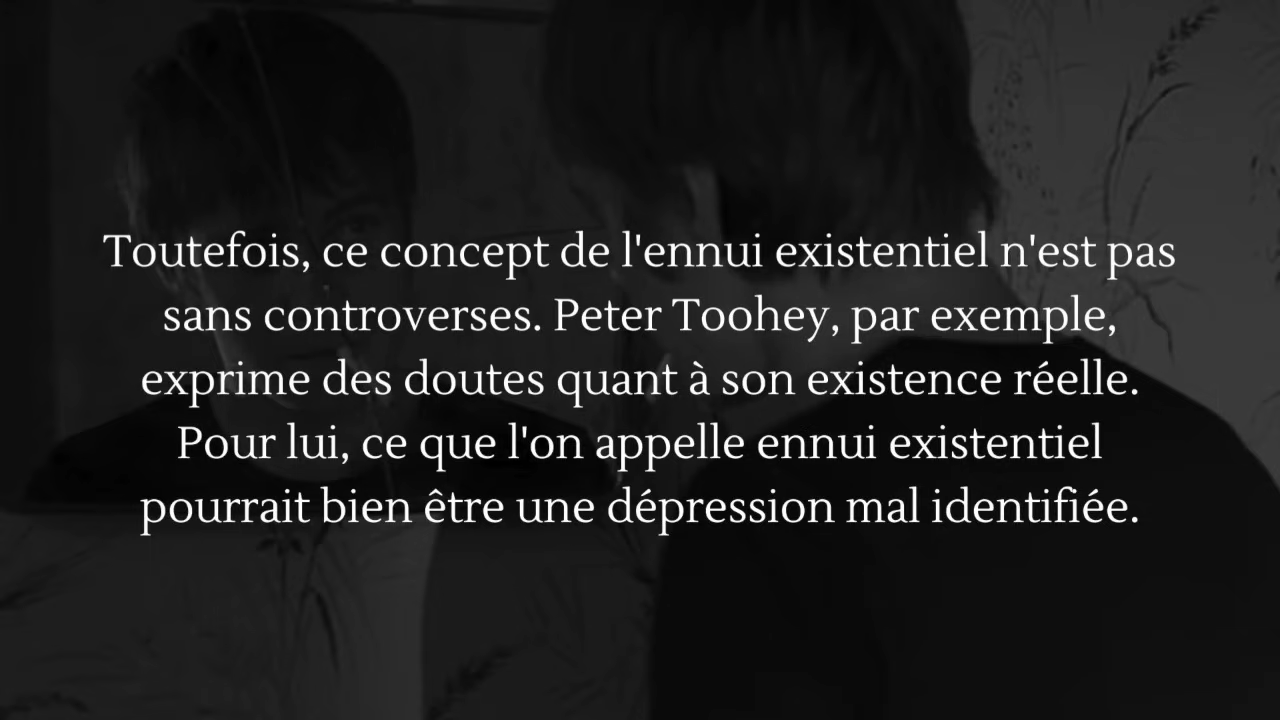 Toutefois, ce concept de l'ennui existentiel n'est pas
sans controverses. Peter Toohey, par exemple,
exprime des doutes quant à son existence réelle.
Pour lui, ce que l'on appelle ennui existentiel
pourrait bien être une dépression mal identifiée.